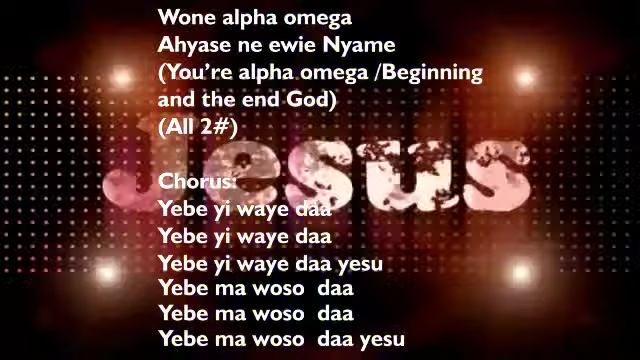 Wone alpha omega
Ahyase ne ewie Nyame
(You're alpha omega /Beginning
and the end God)
(All 2#)
Jesus
Chorus:
Yebe yi waye daa
Yebe yi waye daa
Yebe yi waye daa yesu
Yebe ma woso  daa
Yebe ma woso  daa
Yebe ma woso  daa yesu